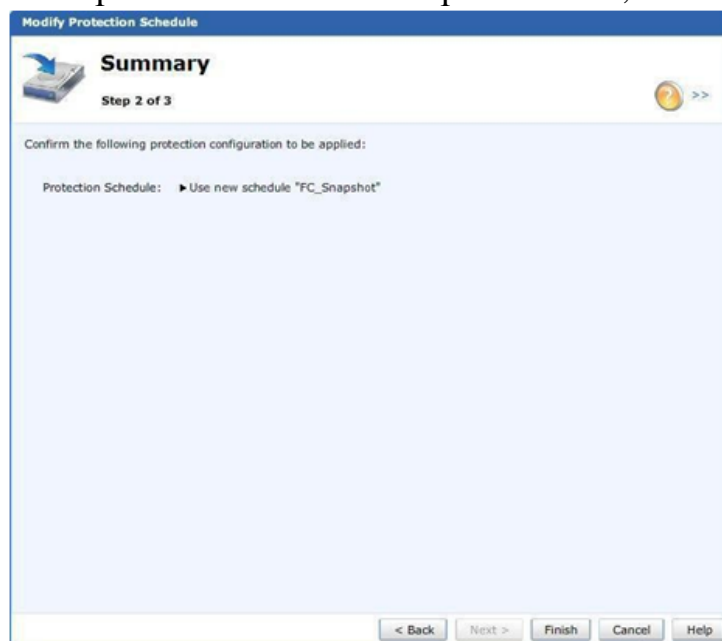 Modify Protection Schedule
Summary
Step 2 of 3
? >>
Confirm the following protection configuration to be applied:
Protection Schedule: ▶Use new schedule "FC_Snapshot"
< Back Next > Finish Cancel Help